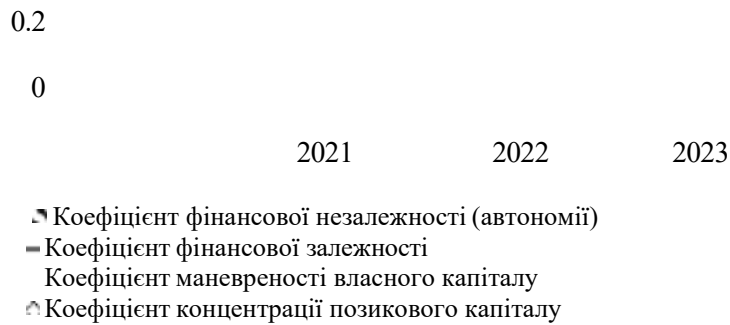 0.2
0
2021 2022 2023
Коефіцієнт фінансової незалежності (автономії)
Коефіцієнт фінансової залежності
Коефіцієнт маневреності власного капіталу
Коефіцієнт концентрації позикового капіталу